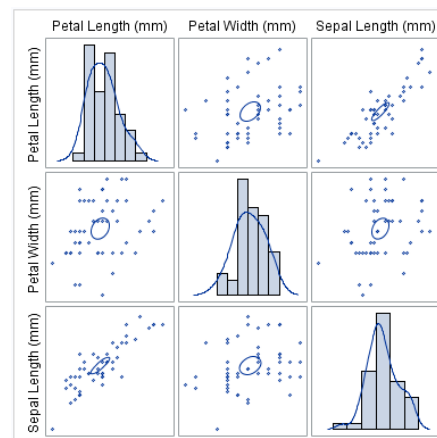 Petal Length (mm) Petal Width (mm) Sepal Length (mm)
Petal Length (mm)
Petal Width (mm)
Sepal Length (mm)